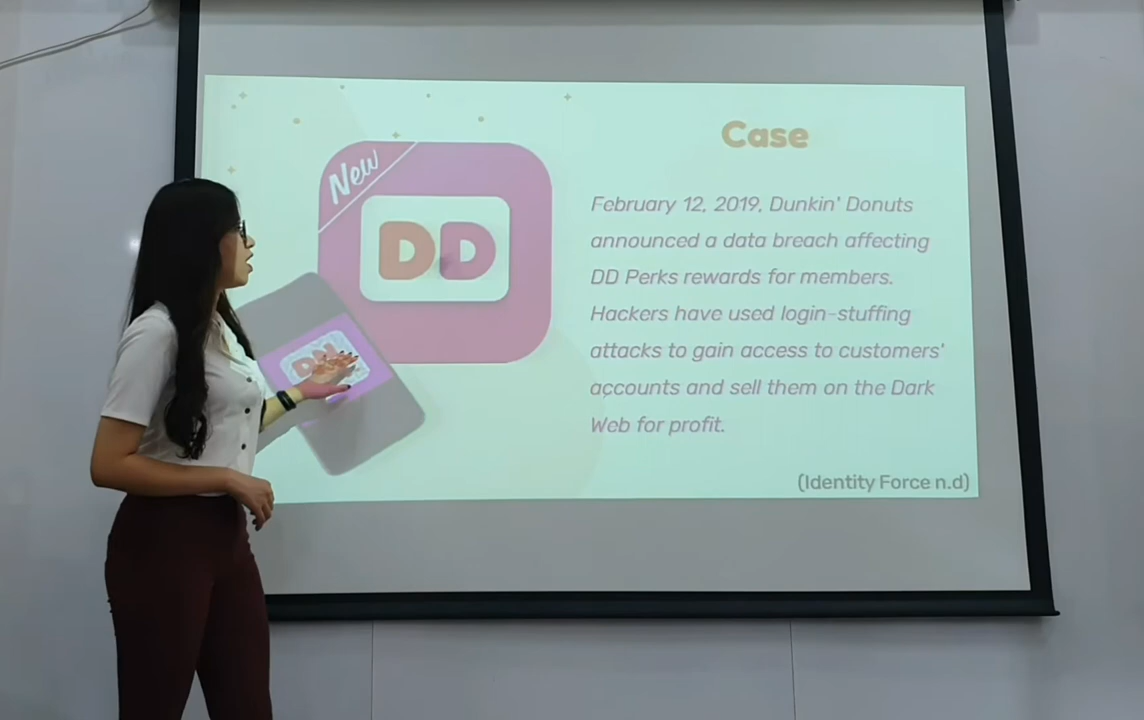 Case
New
DD
February 12, 2019, Dunkin' Donuts
announced a data breach affecting
DD Perks rewards for members.
Hackers have used login-stuffing
attacks to gain access to customers'
accounts and sell them on the Dark
Web for profit.
(Identity Force n.d)